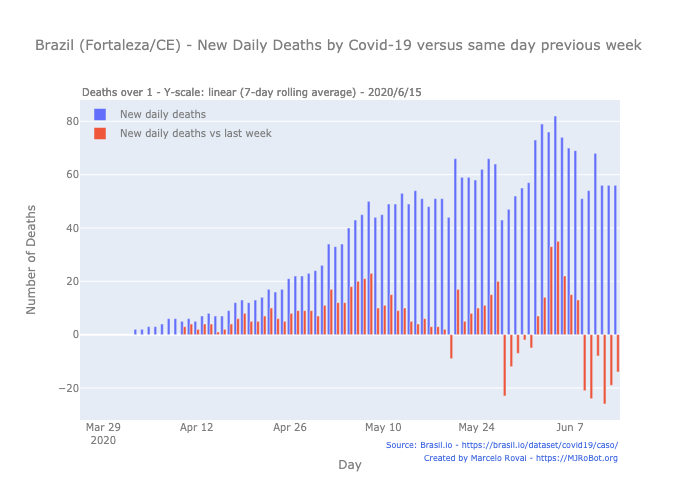 Brazil (Fortaleza/CE) - New Daily Deaths by Covid-19 versus same day previous week
Deaths over 1 - Y-scale: linear (7-day rolling average) - 2020/6/15
New daily deaths
New daily deaths vs last week
Number of Deaths
80
60
40
20
0
−20
Mar 29
2020
Apr 12
Apr 26
May 10
May 24
Jun 7
Day
Source: Brasil.io - https://brasil.io/dataset/covid19/caso/
Created by Marcelo Rovai - https://MJRoBot.org